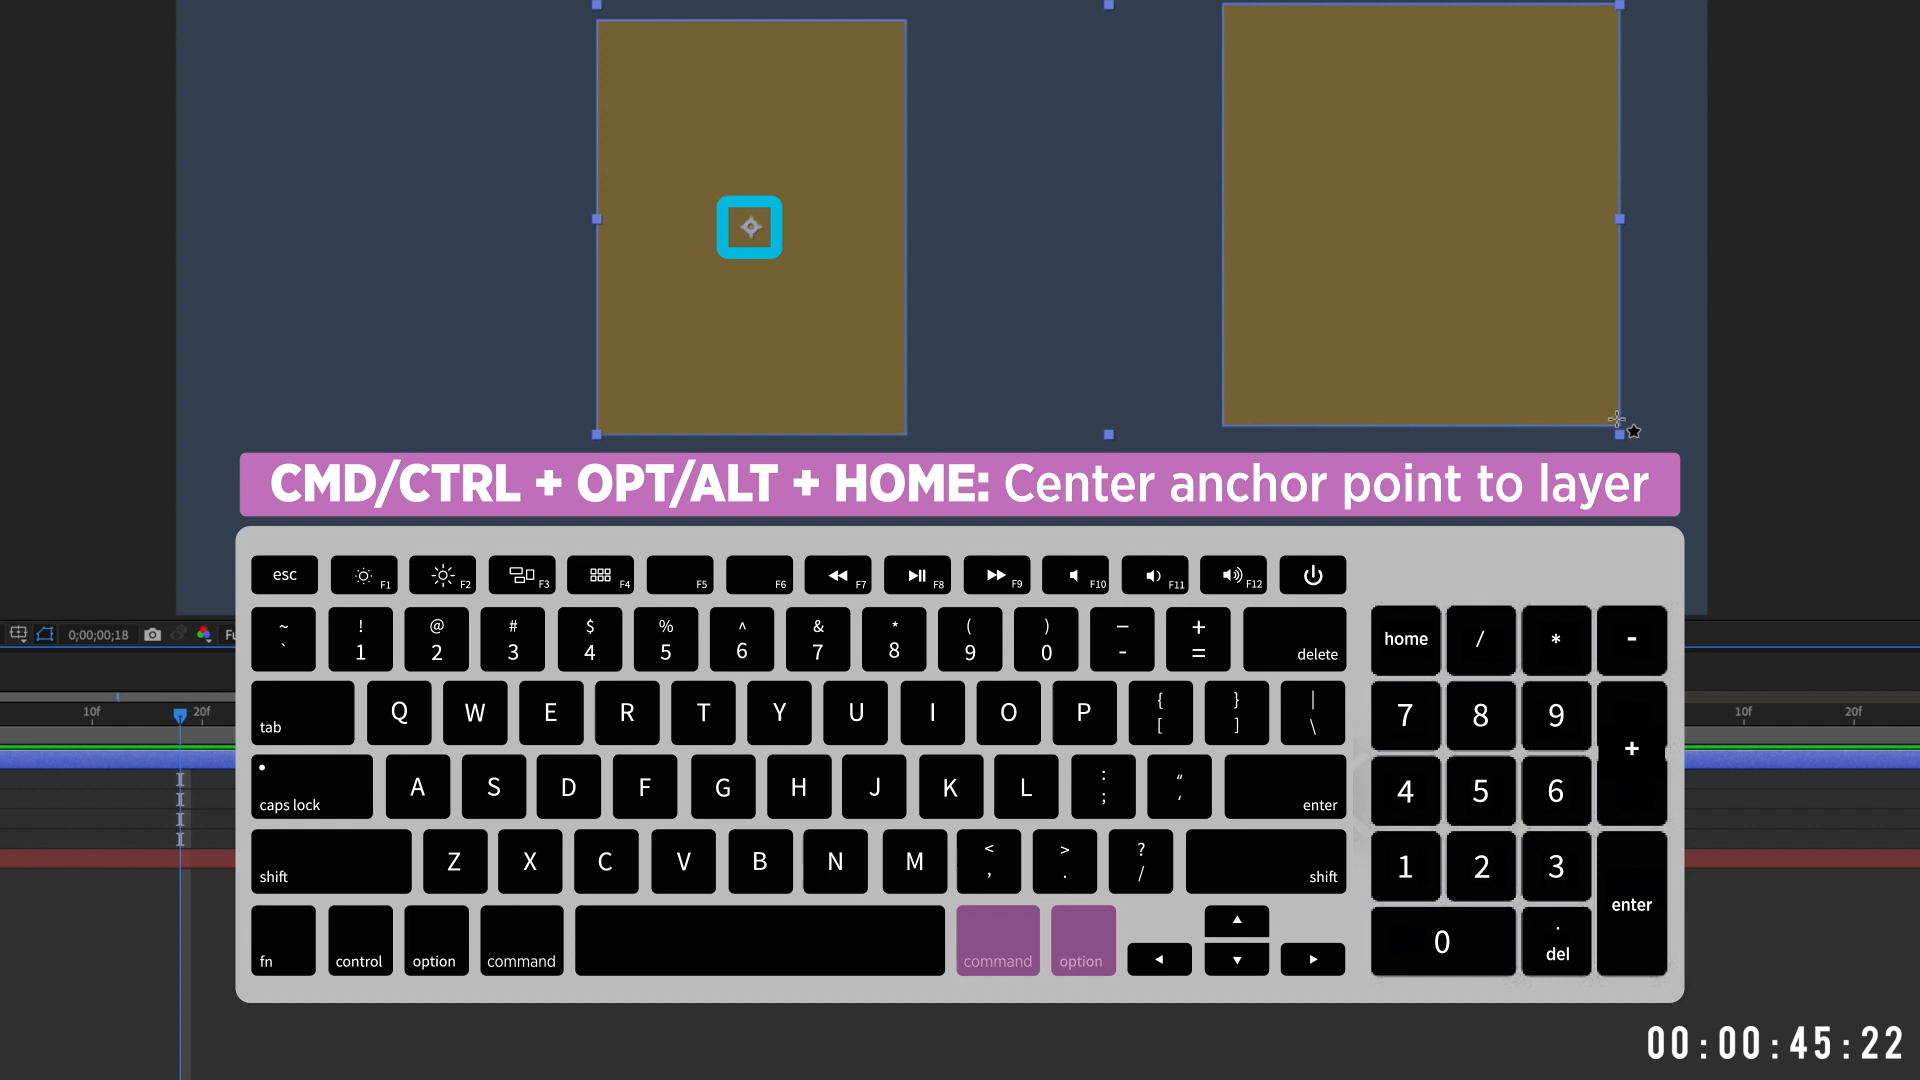 CMD/CTRL + OPT/ALT + HOME: Center anchor point to layer
esc F1 F2 F3 F4 F5 F6 F7 F8 F9 F10 F11 F12
0;00;00;18 Fu
~ ! @ # $ % ^ & * ( ) — +
` 1 2 3 4 5 6 7 8 9 0 - = delete
home / * -
10f 20f
tab Q W E R T Y U I O P { [ } ] | \
7 8 9 +
10f 20f
caps lock A S D F G H J K L : ; “ ‘ enter
4 5 6
shift Z X C V B N M < , > . ? / shift
1 2 3 enter
fn control option command command option
0 . del
00:00:45:22